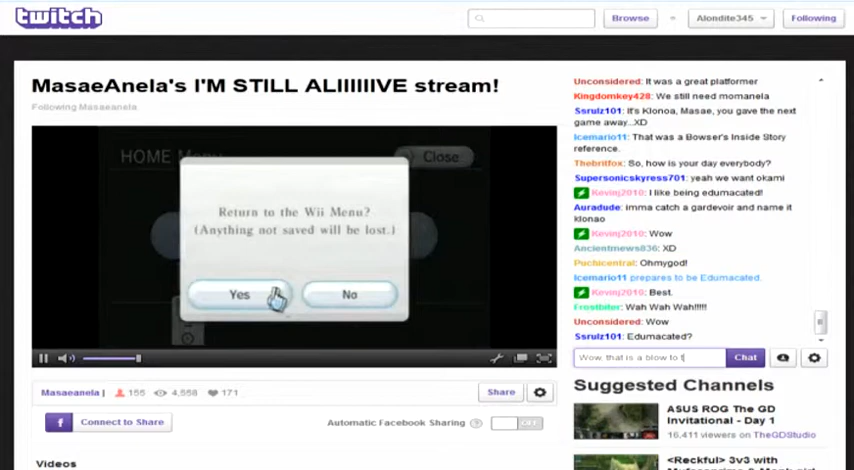 twitch
Browse
Alondite345
Following
MasaeAnela's I'M STILL ALIIIIIIVE stream!
Following Masaeanela
HOME Menu
Close
Return to the Wii Menu?
(Anything not saved will be lost.)
Yes
No
Masaeanela |
155
4,558
171
Share
f
Connect to Share
Automatic Facebook Sharing
?
OFF
Videos
Unconsidered: It was a great platformer
Kingdomkey428: We still need momanela
Ssrulz101: It's Klonoa, Masae, you gave the next
game away...XD
Icemario11: That was a Bowser's Inside Story
reference.
Thebritfox: So, how is your day everybody?
Supersonicskyress701: yeah we want okami
Kevinj2010: I like being edumacated!
Auradude: imma catch a gardevoir and name it
klonao
Kevinj2010: Wow
Ancientmews836: XD
Puchicentral: Ohmygod!
Icemario11 prepares to be Edumacated.
Kevinj2010: Best.
Frostbiter: Wah Wah Wah!!!!!
Unconsidered: Wow
Ssrulz101: Edumacated?
Wow, that is a blow to t
Chat
Suggested Channels
ASUS ROG The GD
Invitational - Day 1
16,411 viewers on TheGDStudio
<Reckful> 3v3 with